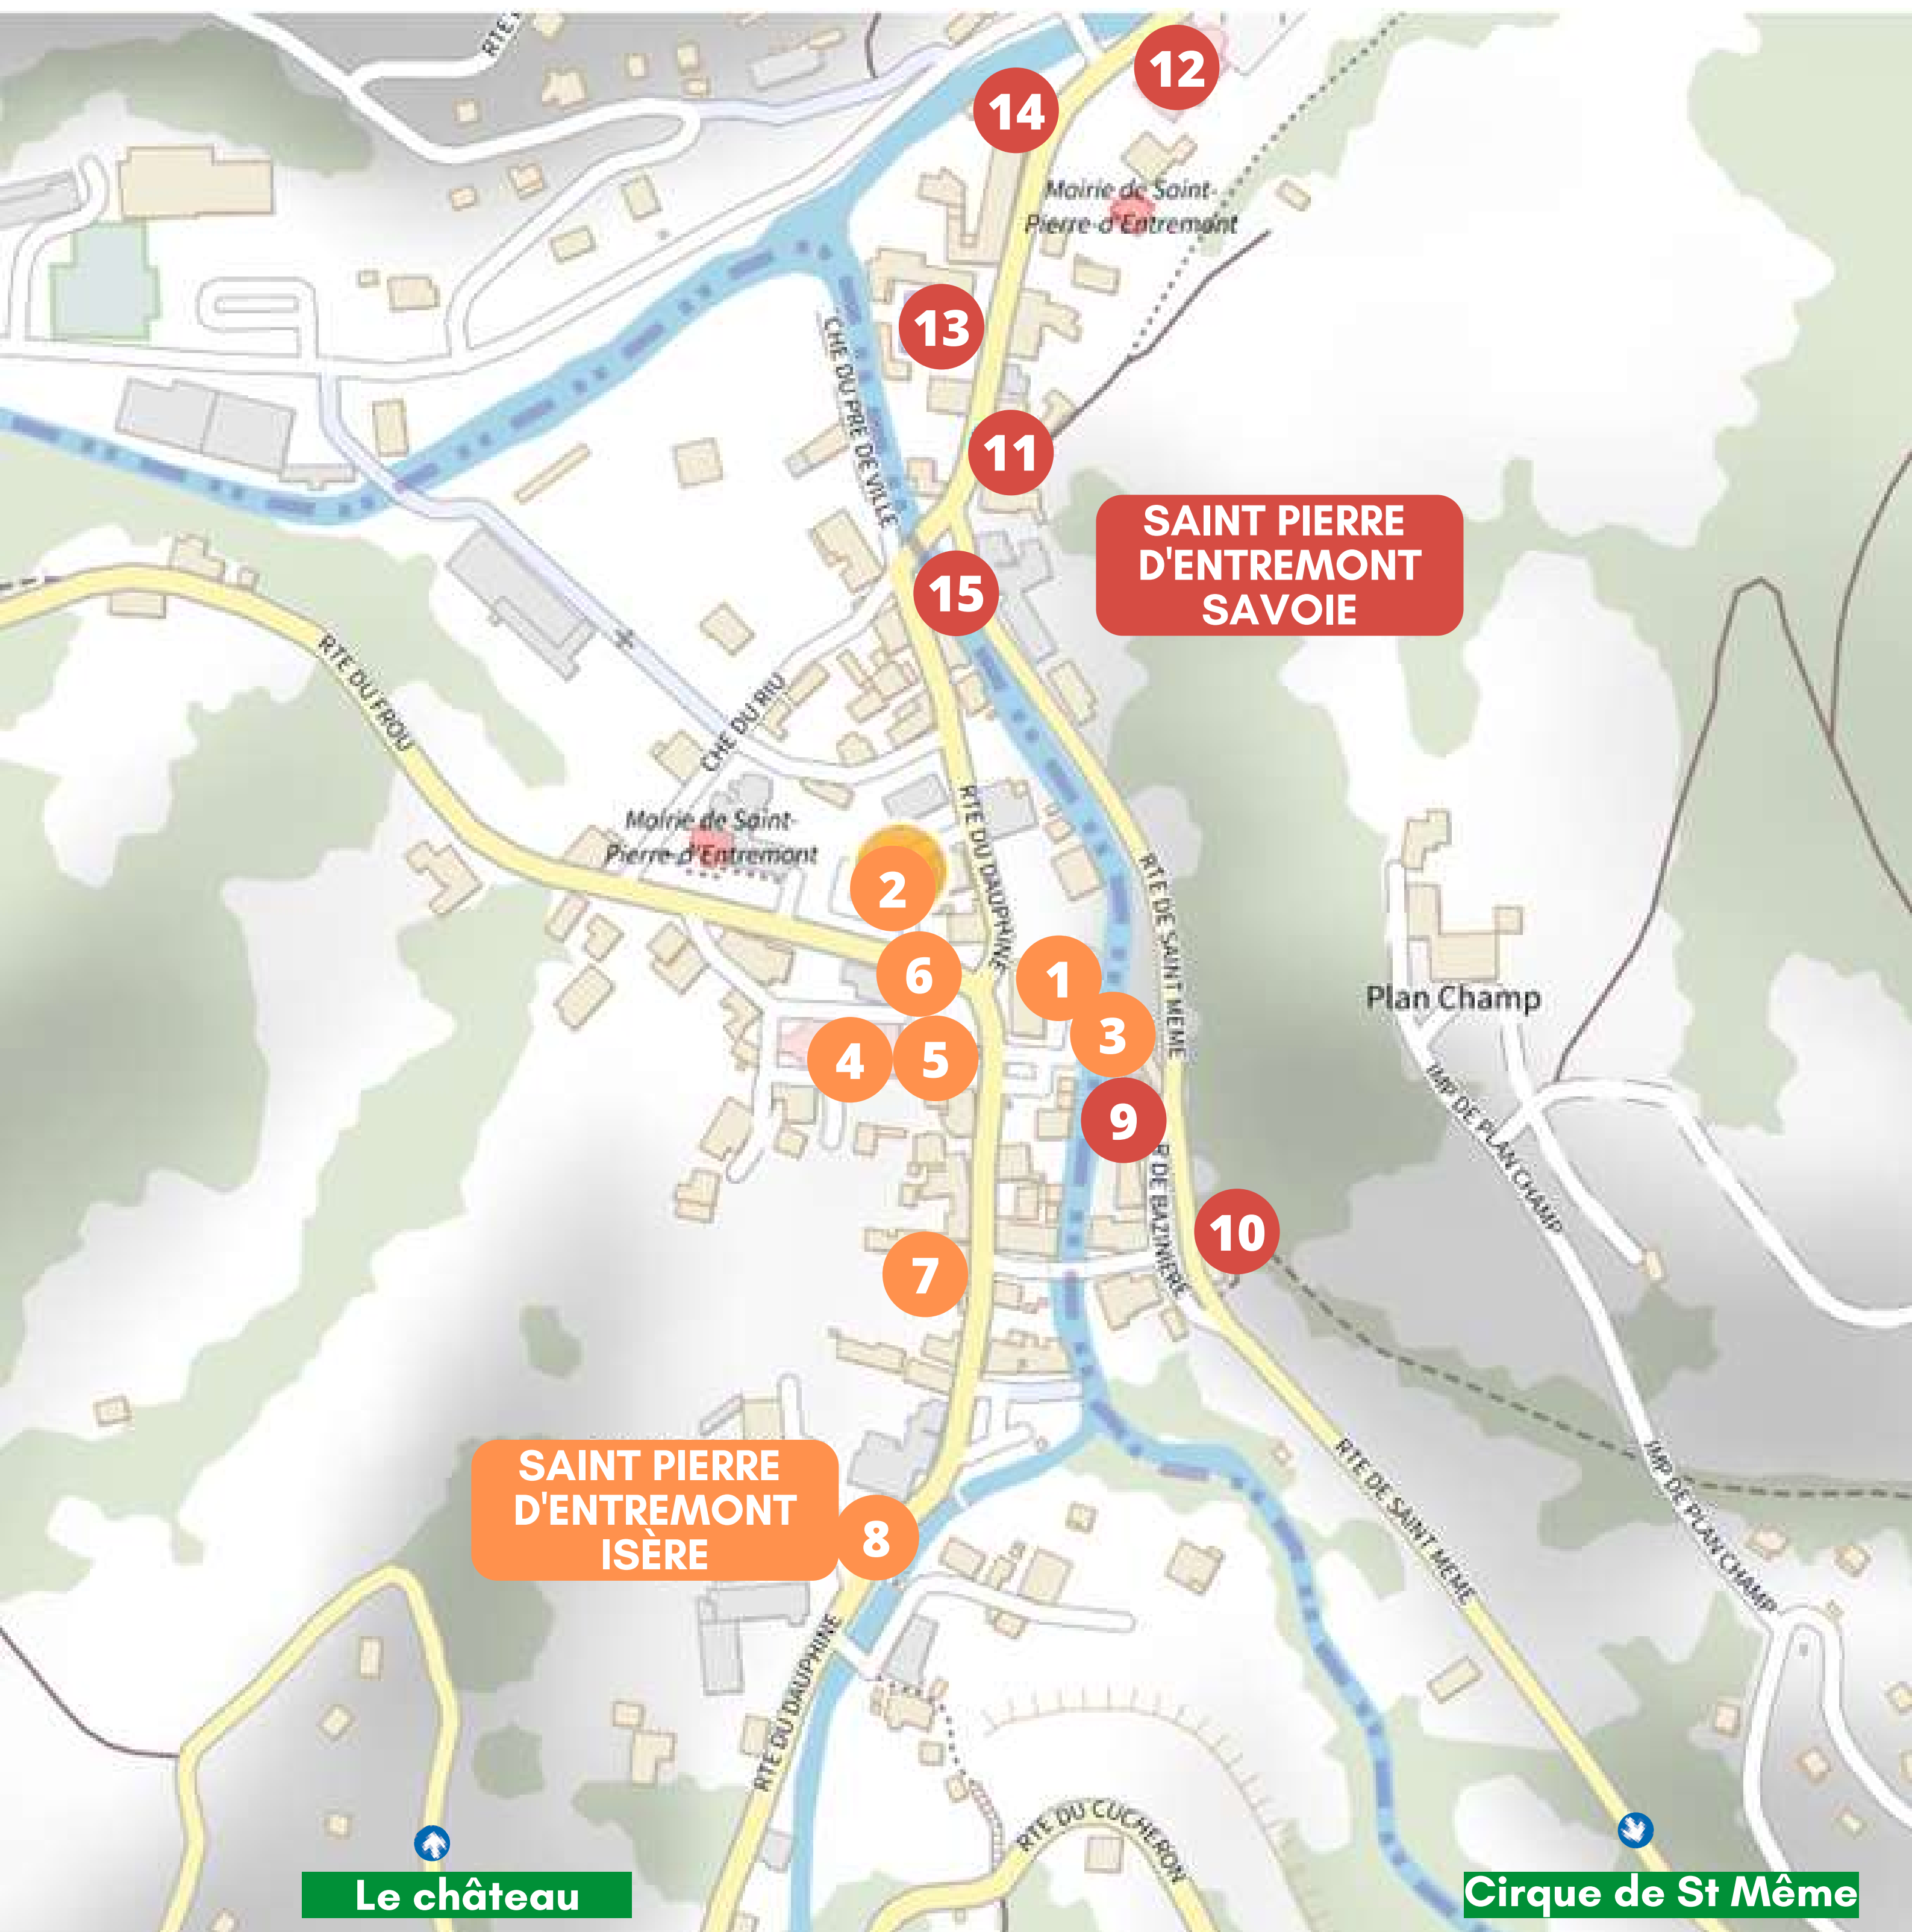 RTE
12
14
Mairie de Saint-
Pierre-d'Entremont
13
CHE DU PRE DE VILLE
11
SAINT PIERRE
D'ENTREMONT
SAVOIE
15
RTE DU FROU
CHE DU RIU
Mairie de Saint-
Pierre-d'Entremont
RTE DU DAUPHINE
2
RTE DE SAINT MEME
6
1
Plan Champ
3
4
5
IMP DE PLAN CHAMP
9
R DE BAZINIERE
10
7
SAINT PIERRE
D'ENTREMONT
ISÈRE
8
RTE DE SAINT MEME
IMP DE PLAN CHAMP
RTE DU DAUPHINE
RTE DU CUCHERON
Le château
Cirque de St Même